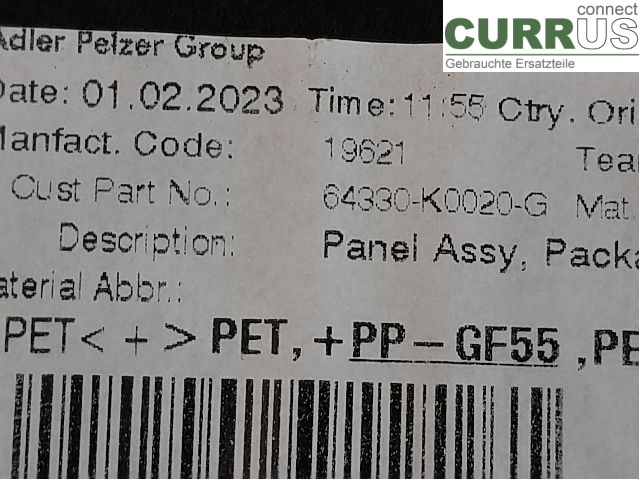 connect
CURRUS
Gebrauchte Ersatzteile
Adler Pelzer Group
Date: 01.02.2023 Time: 11:55 Ctry. Ori
Manfact. Code: 19621 Tea
Cust Part No.: 64330-K0020-G Mat.
Description: Panel Assy, Packa
aterial Abbr.:
PET< + > PET, +PP-GF55 ,PE